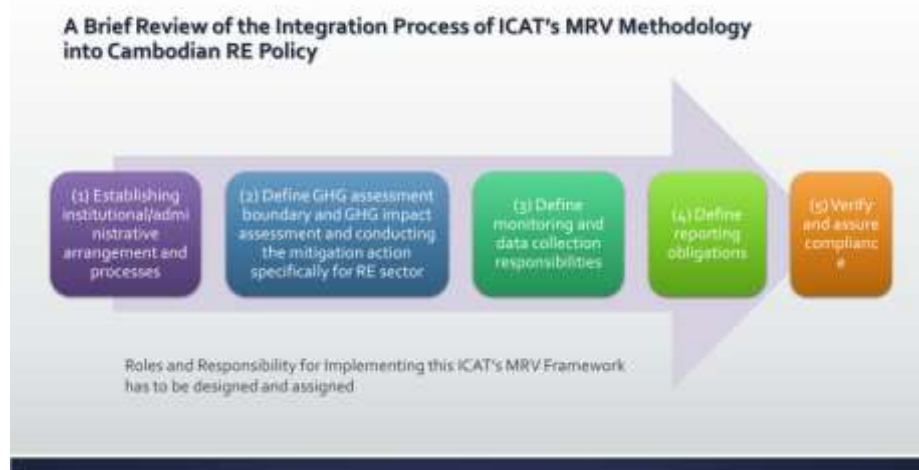 A Brief Review of the Integration Process of ICAT's MRV Methodology
into Cambodian RE Policy
(1) Establishing
institutional/admi
nistrative
arrangement and
processes
(2) Define GHG assessment
boundary and GHG impact
assessment and conducting
the mitigation action
specifically for RE sector
(3) Define
monitoring and
data collection
responsibilities
(4) Define
reporting
obligations
(5) Verify
and assure
complianc
e
Roles and Responsibility for Implementing this ICAT's MRV Framework
has to be designed and assigned